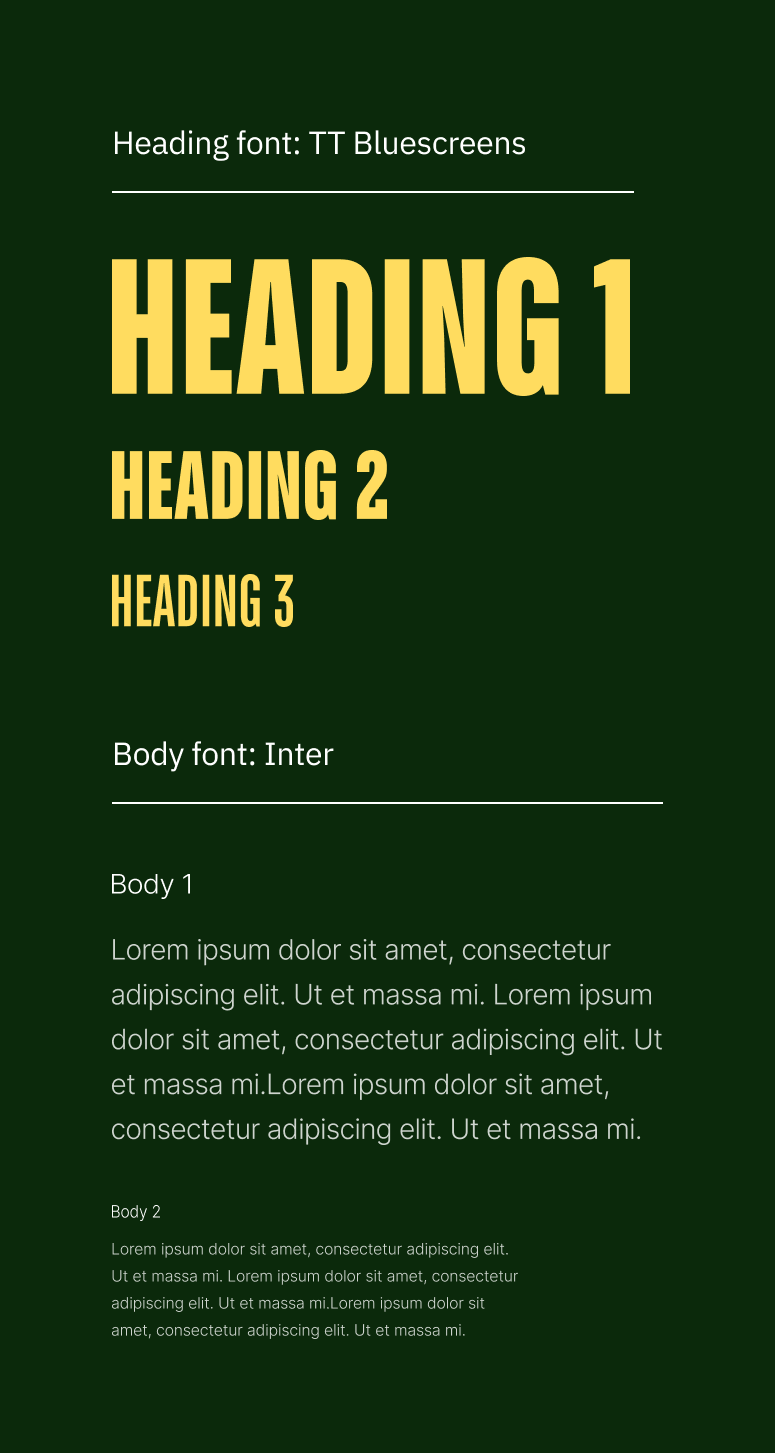 Heading font: TT Bluescreens
HEADING 1
HEADING 2
HEADING 3
Body font: Inter
Body 1
Lorem ipsum dolor sit amet, consectetur
adipiscing elit. Ut et massa mi. Lorem ipsum
dolor sit amet, consectetur adipiscing elit. Ut
et massa mi.Lorem ipsum dolor sit amet,
consectetur adipiscing elit. Ut et massa mi.
Body 2
Lorem ipsum dolor sit amet, consectetur adipiscing elit.
Ut et massa mi. Lorem ipsum dolor sit amet, consectetur
adipiscing elit. Ut et massa mi.Lorem ipsum dolor sit
amet, consectetur adipiscing elit. Ut et massa mi.